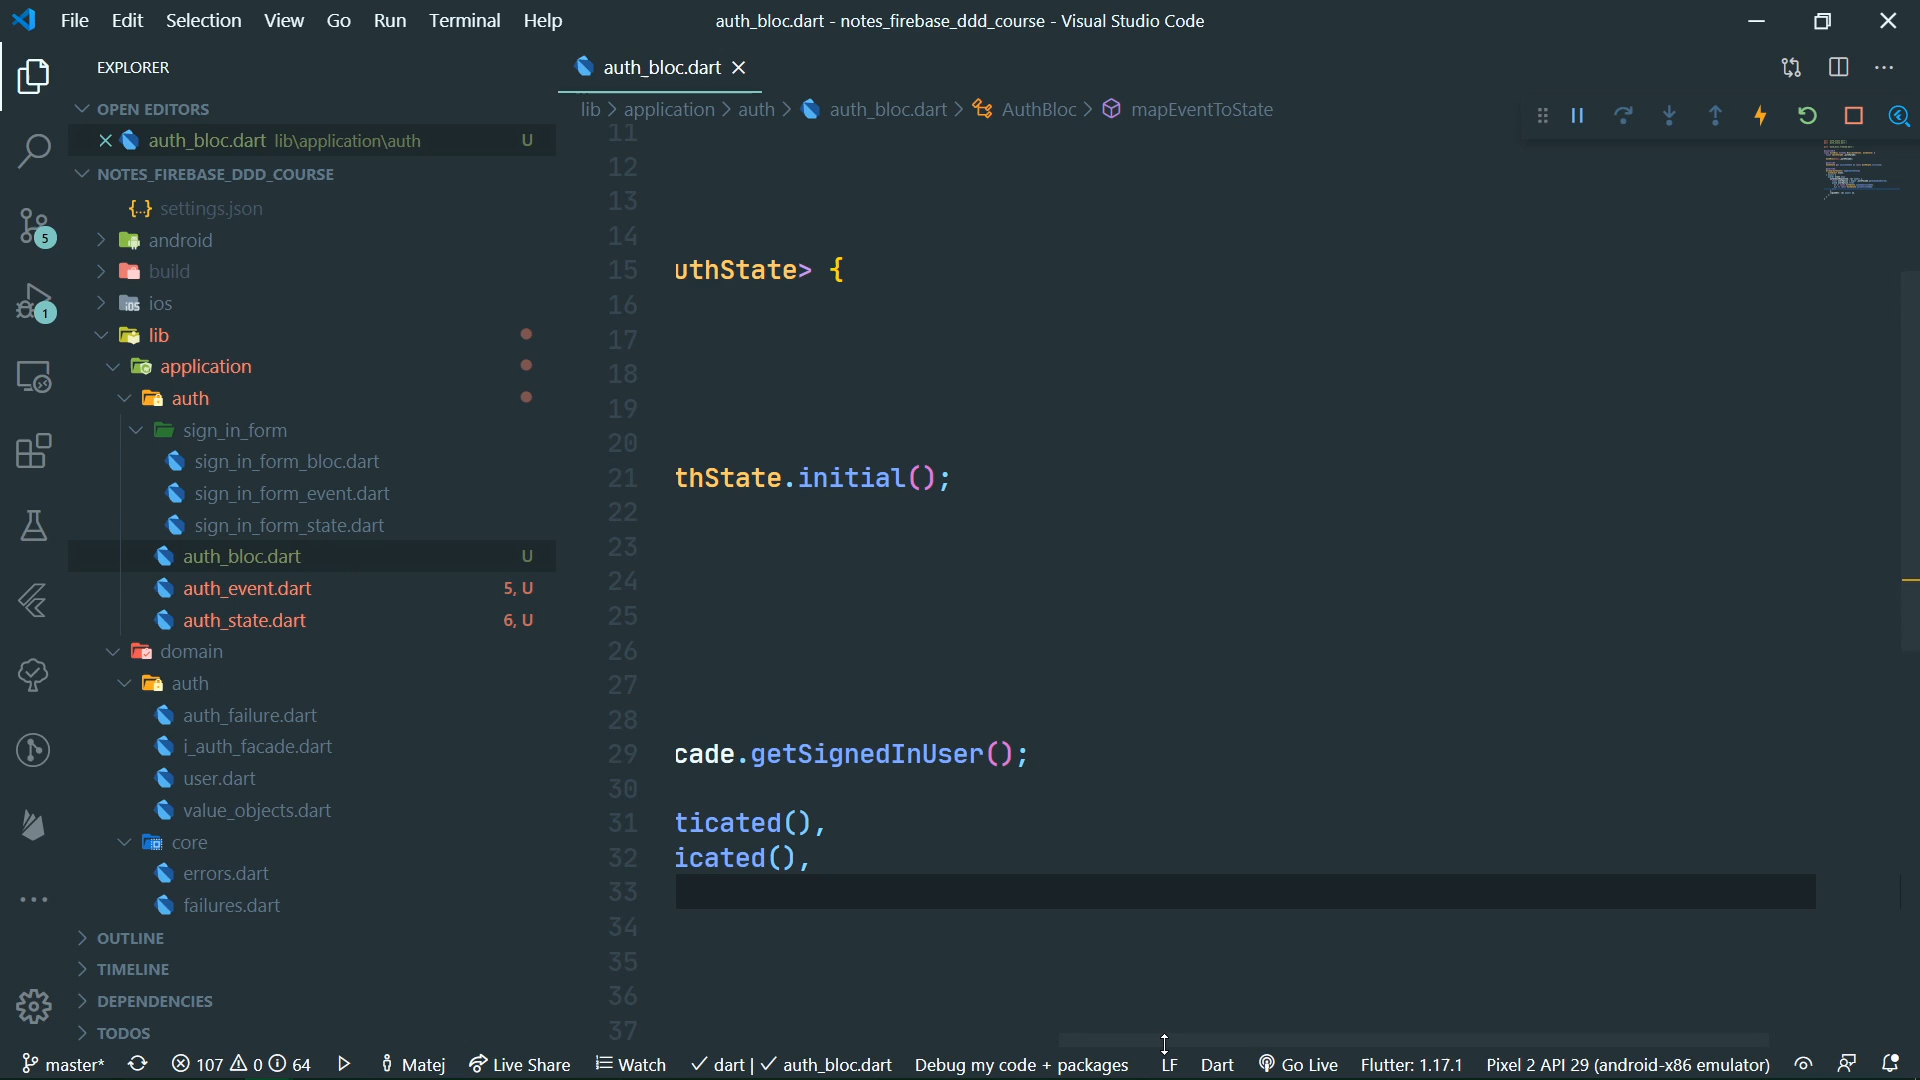 File Edit Selection View Go Run Terminal Help
auth_bloc.dart - notes_firebase_ddd_course - Visual Studio Code
EXPLORER
OPEN EDITORS
auth_bloc.dart lib\application\auth U
NOTES_FIREBASE_DDD_COURSE
settings.json
android
build
ios
lib
application
auth
sign_in_form
sign_in_form_bloc.dart
sign_in_form_event.dart
sign_in_form_state.dart
auth_bloc.dart U
auth_event.dart 5, U
auth_state.dart 6, U
domain
auth
auth_failure.dart
i_auth_facade.dart
user.dart
value_objects.dart
core
errors.dart
failures.dart
OUTLINE
TIMELINE
DEPENDENCIES
TODOS
5
1
auth_bloc.dart
lib > application > auth > auth_bloc.dart > AuthBloc > mapEventToState
11
12
13
14
15 uthState> {
16
17
18
19
20
21 thState.initial();
22
23
24
25
26
27
28
29 cade.getSignedInUser();
30
31 ticated(),
32 icated(),
33
34
35
36
37
master* 107 0 64 Matej Live Share Watch dart | auth_bloc.dart Debug my code + packages LF Dart Go Live Flutter: 1.17.1 Pixel 2 API 29 (android-x86 emulator)